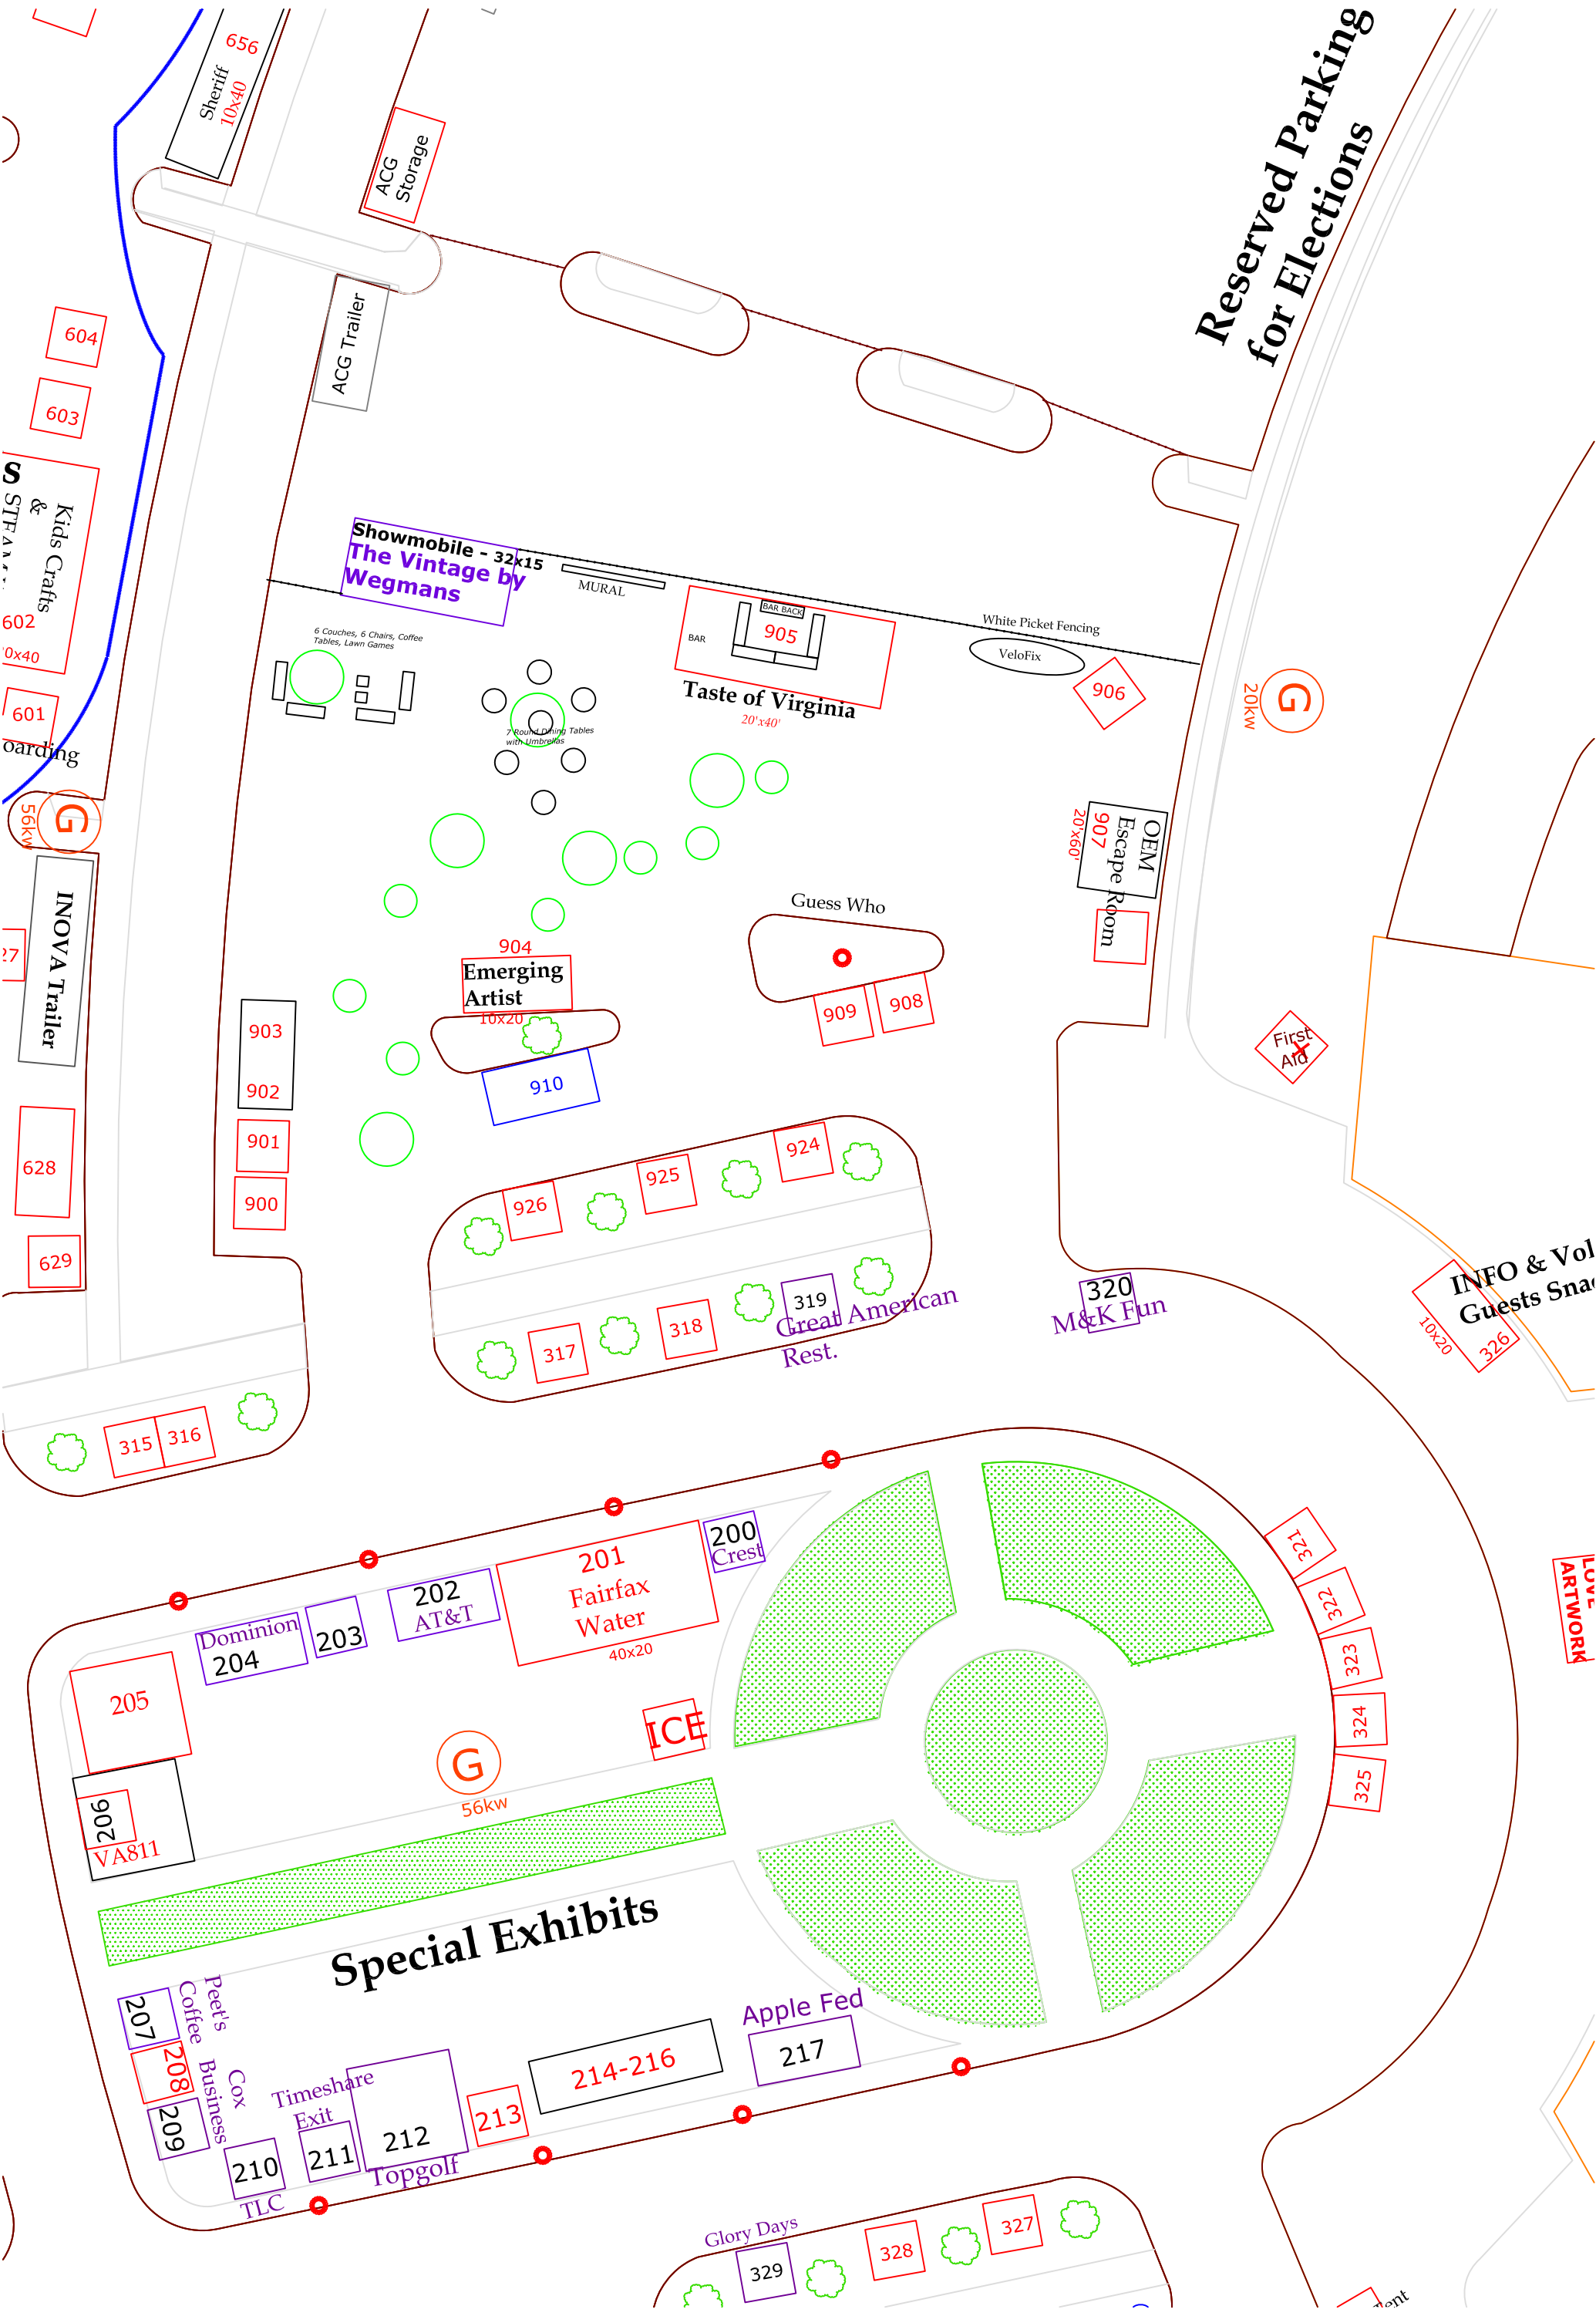 656
Sheriff
10x40
ACG
Storage
Reserved Parking
for Elections
604
ACG Trailer
603
s
Kids Crafts
&
602
0x40
601
oarding
Showmobile – 32x15
The Vintage by
Wegmans
MURAL
BAR BACK
905
BAR
White Picket Fencing
VeloFix
906
6 Couches, 6 Chairs, Coffee
Tables, Lawn Games
Taste of Virginia
20'x40'
7 Round Dining Tables
with Umbrellas
G
20kw
G
56kw
OEM
Escape Room
907
20'x60'
INOVA Trailer
27
Guess Who
904
Emerging
Artist
10x20
909
908
903
902
910
First
Aid
901
900
628
629
926
925
924
317
318
319
Great American
Rest.
320
M&K Fun
INFO & Vol
Guests Sna
10x20
326
315
316
200
Crest
201
Fairfax
Water
40x20
202
AT&T
203
Dominion
204
205
206
VA811
ICE
G
56kw
321
322
323
324
325
LOVE
ARTWORK
Special Exhibits
207
Peet's
Coffee
208
Cox
Business
209
210
TLC
Timeshare
Exit
211
212
Topgolf
213
214-216
Apple Fed
217
Glory Days
329
328
327
ent